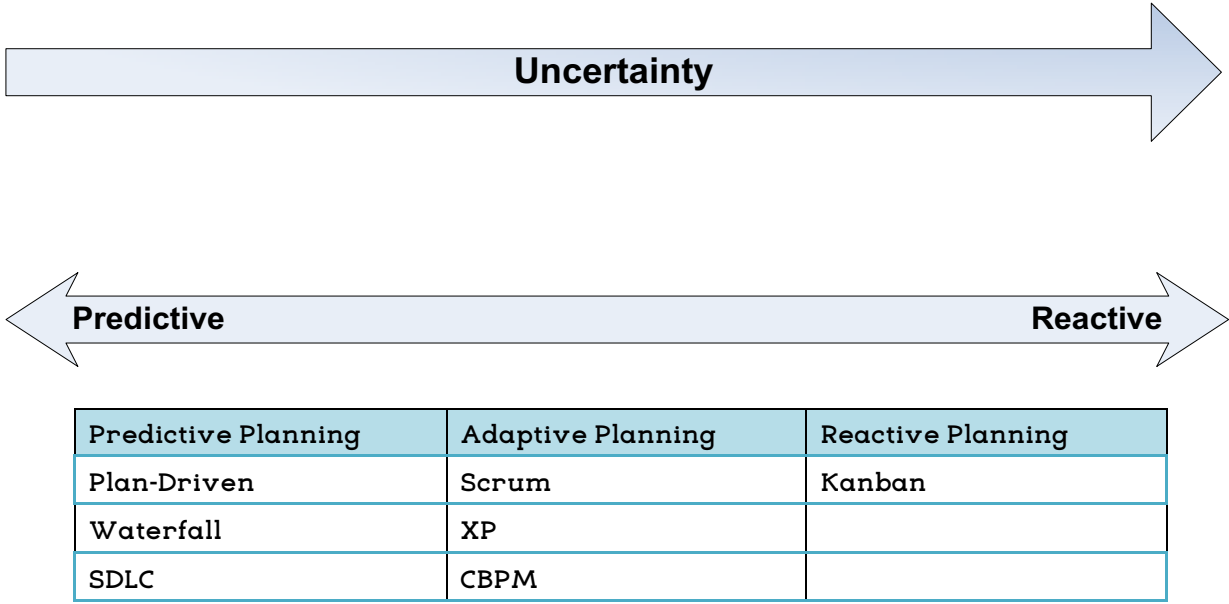 Uncertainty
Predictive Reactive
Predictive Planning Adaptive Planning Reactive Planning
Plan-Driven Scrum Kanban
Waterfall XP
SDLC CBPM